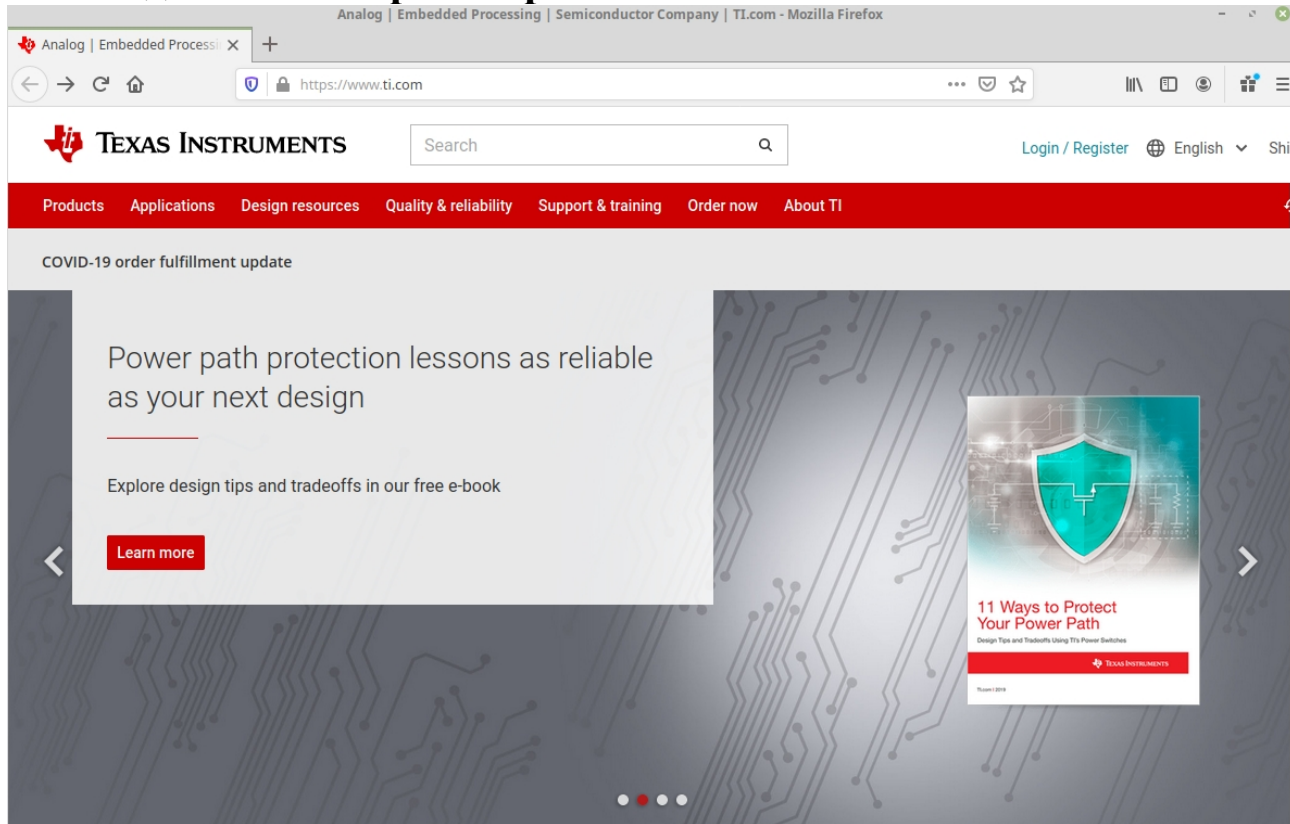 Analog | Embedded Processing | Semiconductor Company | TI.com - Mozilla Firefox
Analog | Embedded Processi
https://www.ti.com
TEXAS INSTRUMENTS
Search
Login / Register
English
Shi
Products Applications Design resources Quality & reliability Support & training Order now About TI
COVID-19 order fulfillment update
Power path protection lessons as reliable
as your next design
Explore design tips and tradeoffs in our free e-book
Learn more
11 Ways to Protect
Your Power Path
Design Tips and Tradeoffs Using TI's Power Switches
TEXAS INSTRUMENTS
TI.com | 2019